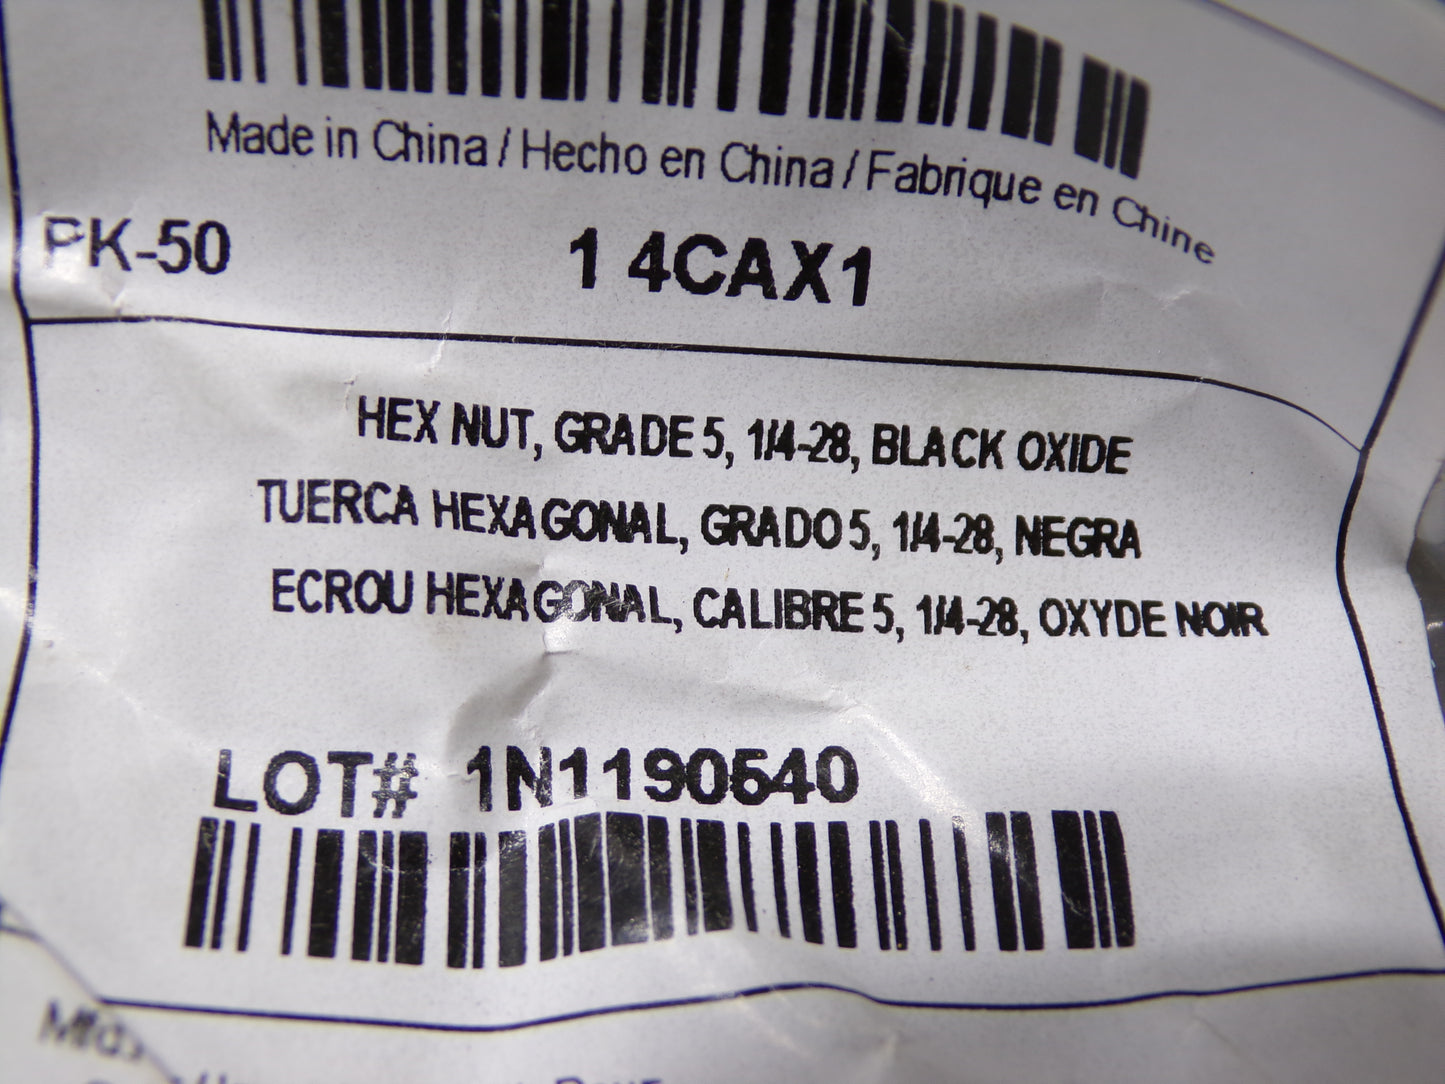 Made in China / Hecho en China / Fabrique en Chine
PK-50 1 4CAX1
HEX NUT, GRADE 5, 1/4-28, BLACK OXIDE
TUERCA HEXAGONAL, GRADO 5, 1/4-28, NEGRA
ECROU HEXAGONAL, CALIBRE 5, 1/4-28, OXYDE NOIR
LOT# 1N1190540